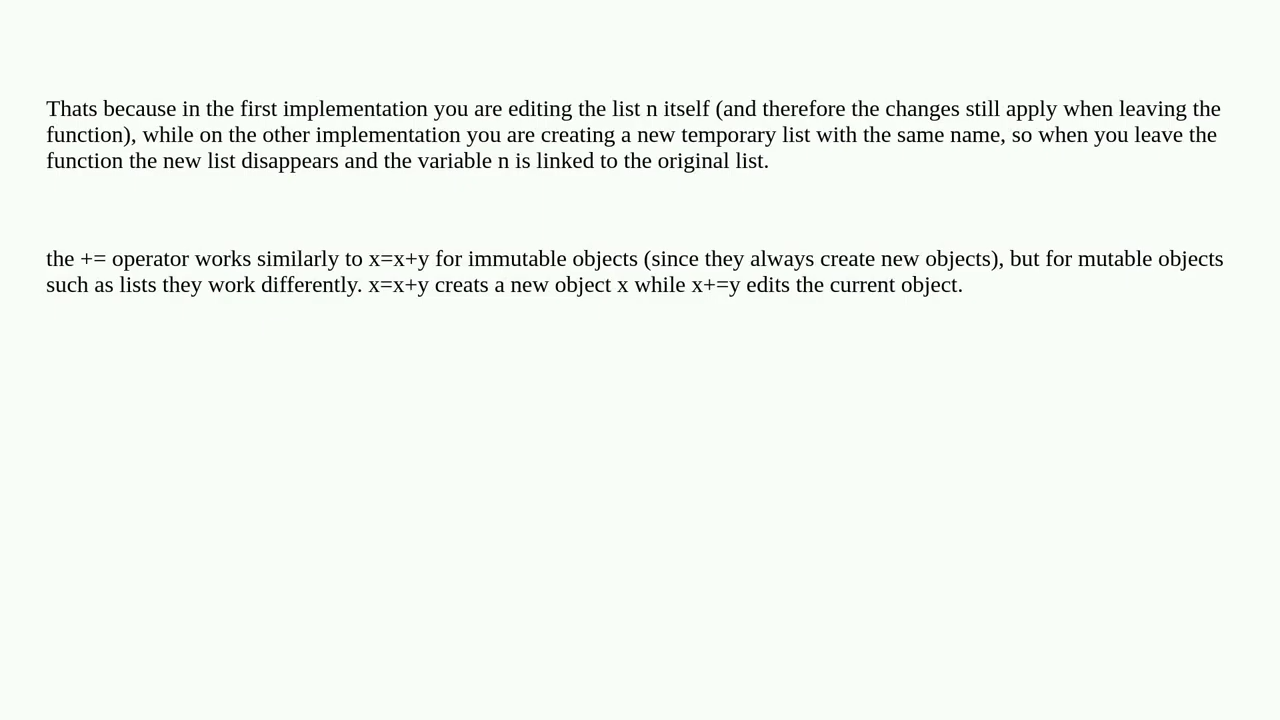 Thats because in the first implementation you are editing the list n itself (and therefore the changes still apply when leaving the
function), while on the other implementation you are creating a new temporary list with the same name, so when you leave the
function the new list disappears and the variable n is linked to the original list.
the += operator works similarly to x=x+y for immutable objects (since they always create new objects), but for mutable objects
such as lists they work differently. x=x+y creats a new object x while x+=y edits the current object.